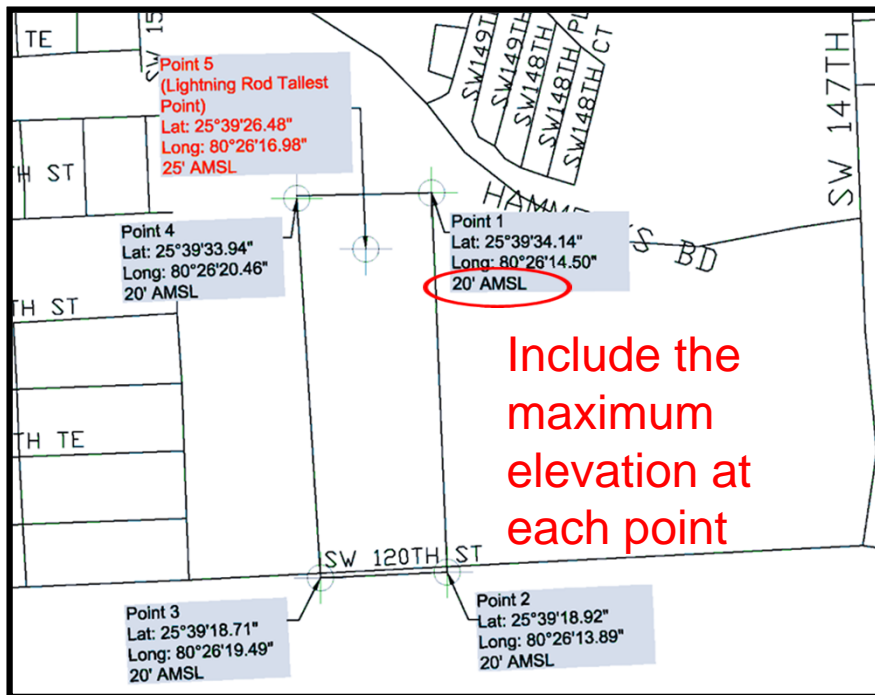 TE
SW 15
Point 5
(Lightning Rod Tallest
Point)
Lat: 25°39'26.48"
Long: 80°26'16.98"
25' AMSL
SW149TH
SW149TH
SW148TH PL
SW148TH
SW148TH CT
SW 147TH
H ST
HAMM
S BD
Point 4
Lat: 25°39'33.94"
Long: 80°26'20.46"
20' AMSL
Point 1
Lat: 25°39'34.14"
Long: 80°26'14.50"
20' AMSL
TH ST
Include the
maximum
elevation at
each point
TH TE
SW 120TH ST
Point 3
Lat: 25°39'18.71"
Long: 80°26'19.49"
20' AMSL
Point 2
Lat: 25°39'18.92"
Long: 80°26'13.89"
20' AMSL